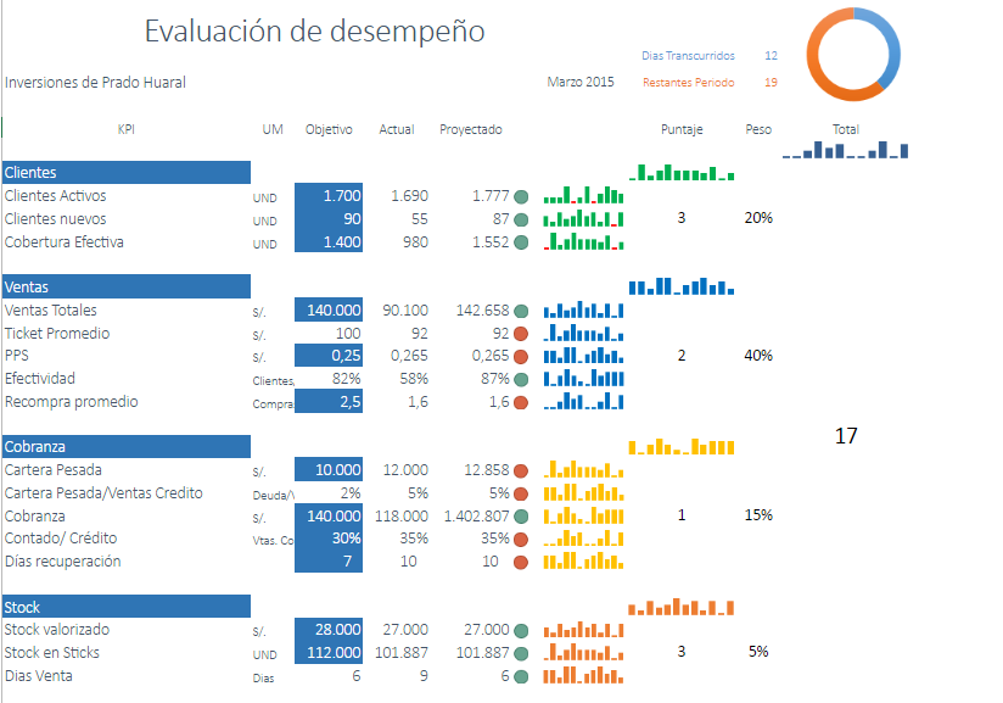 Evaluación de desempeño
Dias Transcurridos 12
Inversiones de Prado Huaral Marzo 2015 Restantes Periodo 19
KPI UM Objetivo Actual Proyectado Puntaje Peso Total
Clientes
Clientes Activos UND 1.700 1.690 1.777
Clientes nuevos UND 90 55 87 3 20%
Cobertura Efectiva UND 1.400 980 1.552
Ventas
Ventas Totales S/. 140.000 90.100 142.658
Ticket Promedio S/. 100 92 92
PPS S/. 0,25 0,265 0,265 2 40%
Efectividad Clientes, 82% 58% 87%
Recompra promedio Compra 2,5 1,6 1,6
17
Cobranza
Cartera Pesada S/. 10.000 12.000 12.858
Cartera Pesada/Ventas Credito Deuda/\ 2% 5% 5%
Cobranza S/. 140.000 118.000 1.402.807 1 15%
Contado/ Crédito Vtas. Co 30% 35% 35%
Días recuperación 7 10 10
Stock
Stock valorizado S/. 28.000 27.000 27.000
Stock en Sticks UND 112.000 101.887 101.887 3 5%
Dias Venta Dias 6 9 6